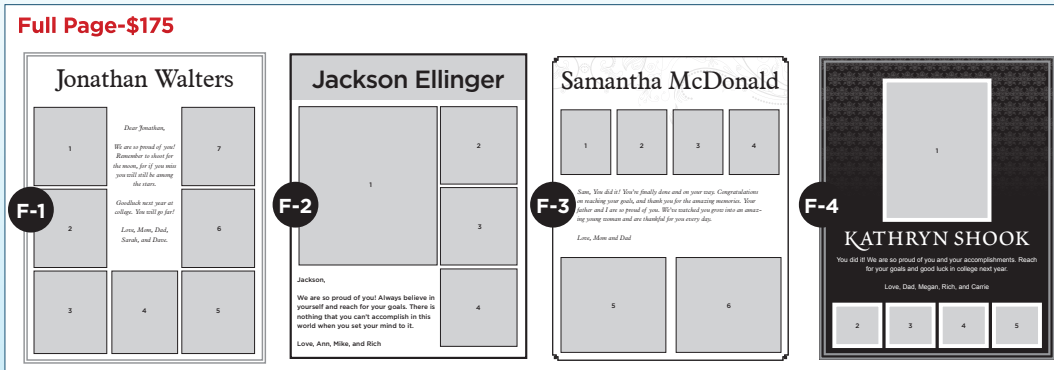 Full Page-$175
F-1
Jonathan Walters
1
7
Dear Jonathan,
We are so proud of you!
Remember to shoot for
the moon, for if you miss
you will still be among
the stars.
Goodluck next year at
collage. You will go far!
Love, Mom, Dad,
Sarah, and Dave.
2
6
3
4
5
F-2
Jackson Ellinger
1
2
3
4
Jackson,
We are so proud of you! Always believe in
yourself and reach for your goals. There is
nothing that you can't accomplish in this
world when you set your mind to it.
Love, Ann, Mike, and Rich
F-3
Samantha McDonald
1
2
3
4
Sam, You did it! You're finally done and on your way. Congratulations
on reaching your goals, and thank you for the amazing memories. Your
father and I are so proud of you. We've watched you grow into an amaz-
ing young woman and are thankful for you every day.
Love, Mom and Dad
5
6
F-4
1
KATHRYN SHOOK
You did it! We are so proud of you and your accomplishments. Reach
for your goals and good luck in college next year.
Love, Dad, Megan, Rich, and Carrie
2
3
4
5